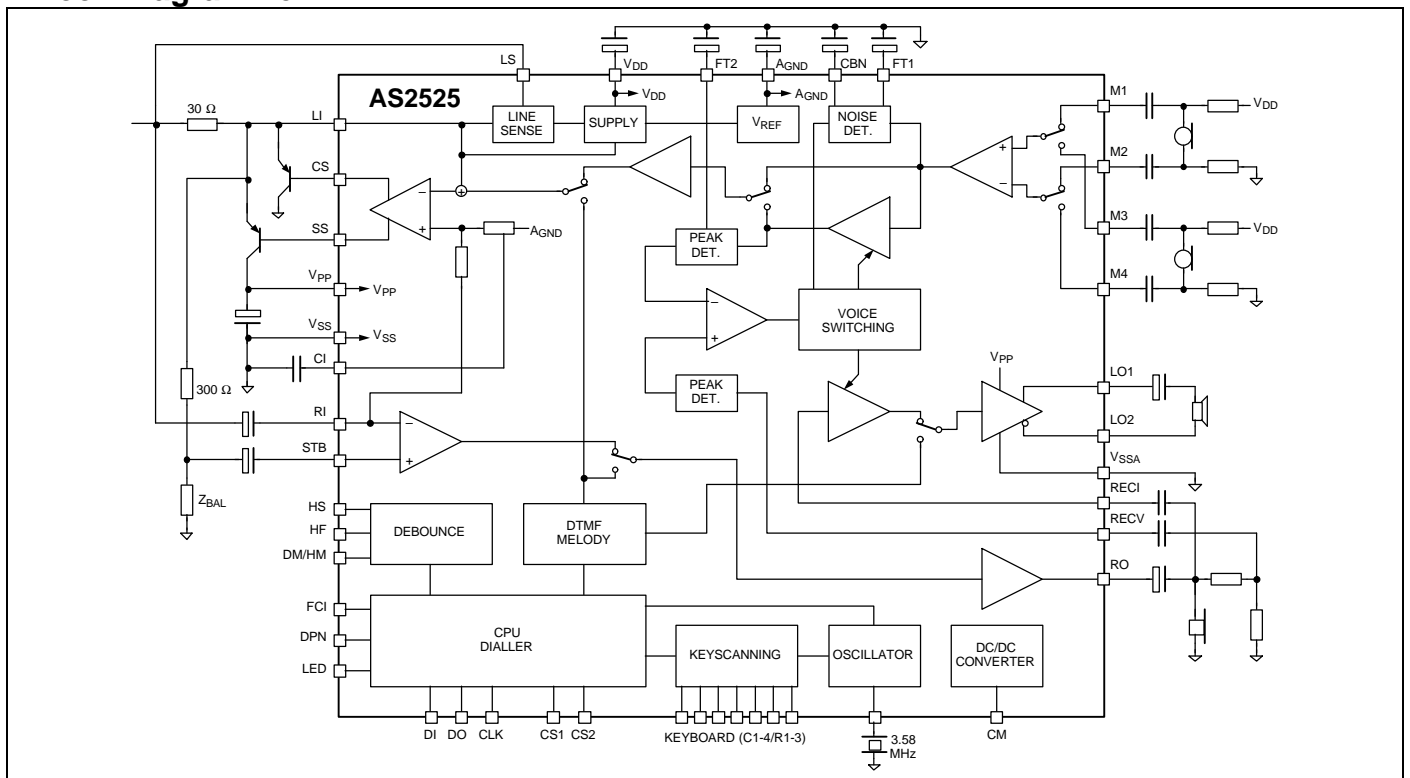 AS2525
LS
VDD
FT2
AGND
CBN
FT1
VDD
AGND
LINE
SENSE
SUPPLY
VREF
NOISE
DET.
30 Ω
LI
CS
SS
VPP
VPP
VSS
VSS
CI
300 Ω
RI
STB
ZBAL
HS
HF
DM/HM
FCI
DPN
LED
−
+
AGND
PEAK
DET.
−
+
VOICE
SWITCHING
PEAK
DET.
+
−
M1
VDD
M2
M3
VDD
M4
VPP
LO1
LO2
VSSA
RECI
RECV
RO
−
+
DEBOUNCE
DTMF
MELODY
CPU
DIALLER
KEYSCANNING
OSCILLATOR
DC/DC
CONVERTER
DI
DO
CLK
CS1
CS2
KEYBOARD (C1-4/R1-3)
3.58
MHz
CM